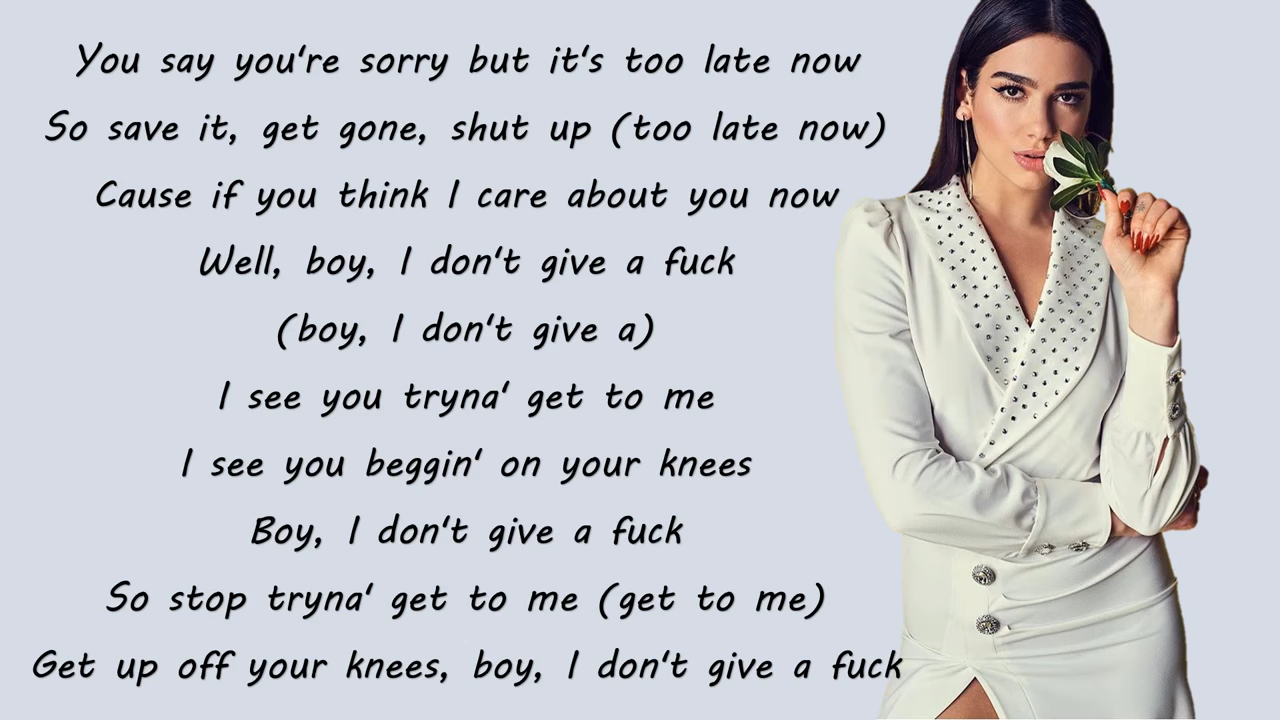 You say you're sorry but it's too late now
So save it, get gone, shut up (too late now)
Cause if you think I care about you now
Well, boy, I don't give a fuck
(boy, I don't give a)
I see you tryna' get to me
I see you beggin' on your knees
Boy, I don't give a fuck
So stop tryna' get to me (get to me)
Get up off your knees, boy, I don't give a fuck